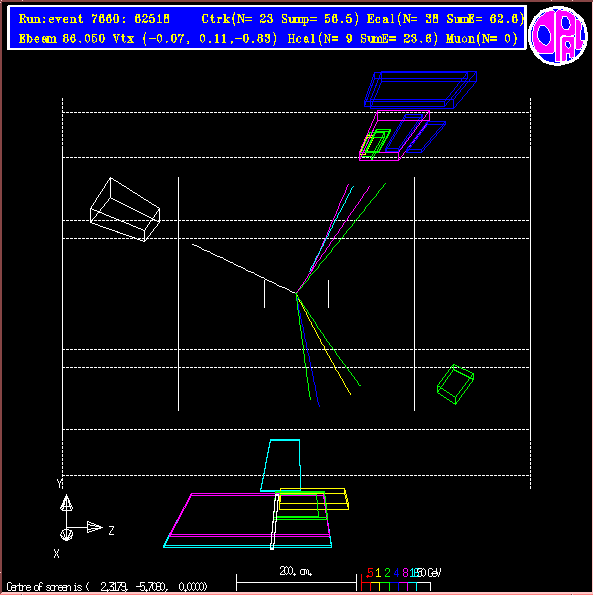 Run:event 7660: 62518 Ctrk(N= 23 Sump= 56.5) Ecal(N= 38 SumE= 62.6)
Ebeam 86.050 Vtx (-0.07, 0.11,-0.83) Hcal(N= 9 SumE= 23.6) Muon(N= 0)
OPAL
Y
Z
X
200. cm.
.5 1 2 4 8 GeV
Centre of screen is ( 2.3179, -5.7080, 0.0000)